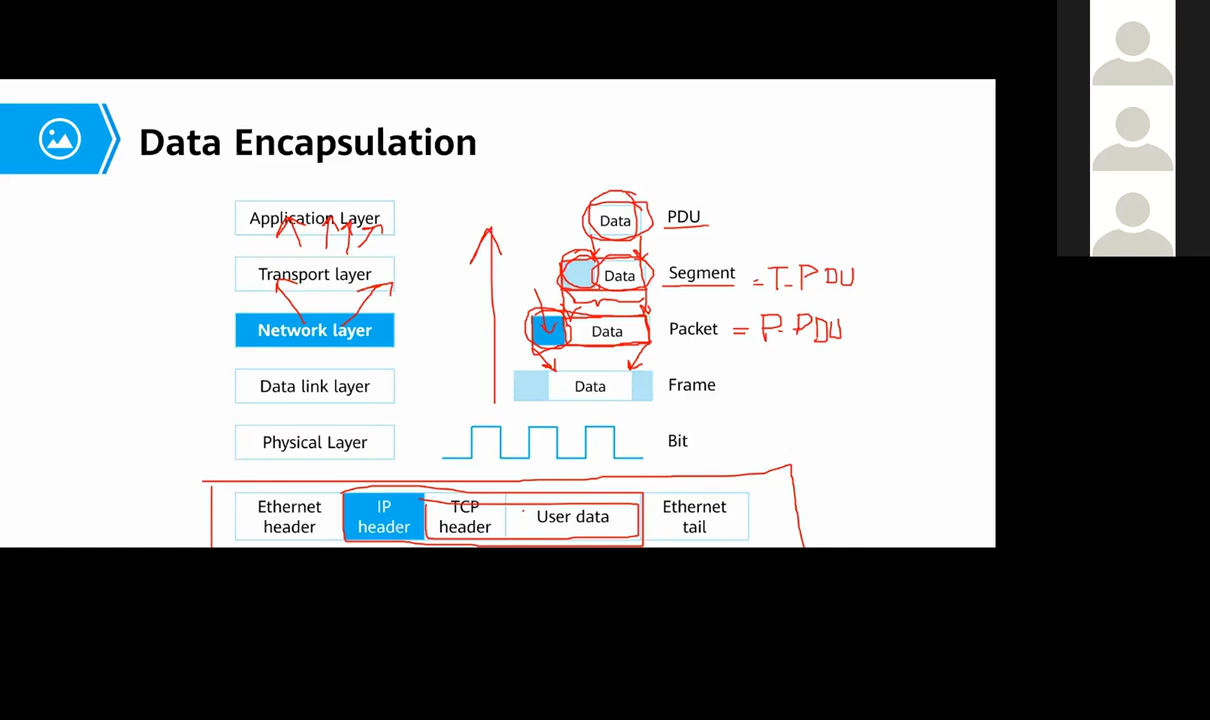 Data Encapsulation
Application Layer
Data
PDU
Transport layer
Data
Segment = T-PDU
Network layer
Data
Packet = P-PDU
Data link layer
Data
Frame
Physical Layer
Bit
Ethernet header
IP header
TCP header
User data
Ethernet tail